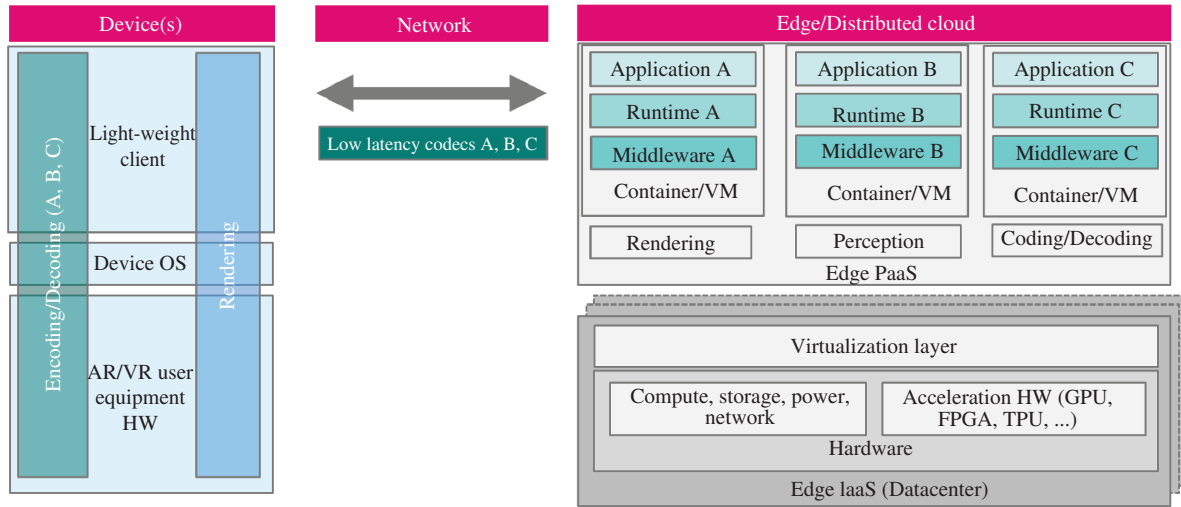 Device(s)
Encoding/Decoding (A, B, C)
Light-weight
client
Device OS
AR/VR user
equipment
HW
Rendering
Network
Low latency codecs A, B, C
Edge/Distributed cloud
Application A
Runtime A
Middleware A
Container/VM
Application B
Runtime B
Middleware B
Container/VM
Application C
Runtime C
Middleware C
Container/VM
Rendering
Perception
Coding/Decoding
Edge PaaS
Virtualization layer
Compute, storage, power,
network
Acceleration HW (GPU,
FPGA, TPU, ...)
Hardware
Edge laaS (Datacenter)